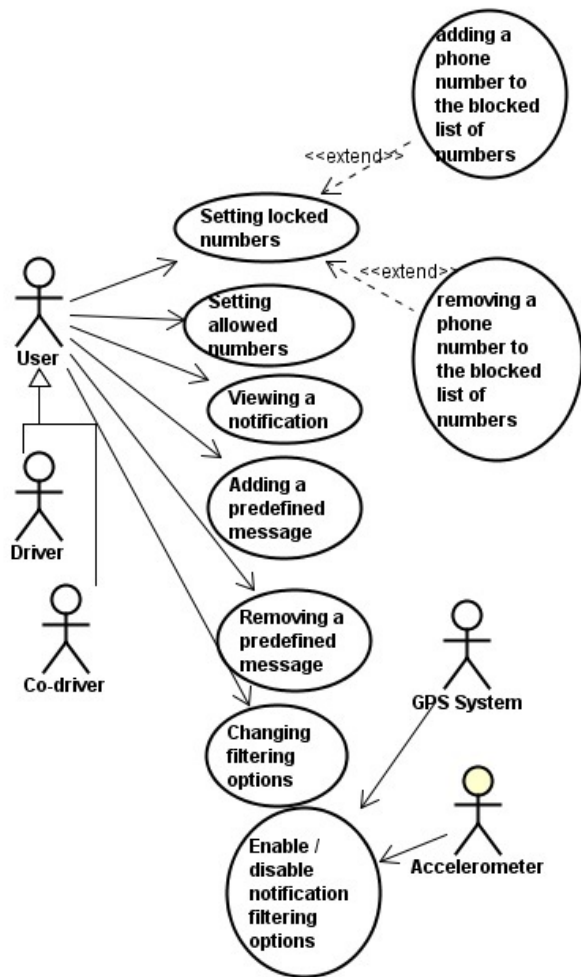 adding a
phone
number to
the blocked
list of
numbers
<<extend>>
Setting locked
numbers
<<extend>>
removing a
phone
number to
the blocked
list of
numbers
User
Setting
allowed
numbers
Viewing a
notification
Adding a
predefined
message
Driver
Co-driver
Removing a
predefined
message
GPS System
Changing
filtering
options
Enable /
disable
notification
filtering
options
Accelerometer